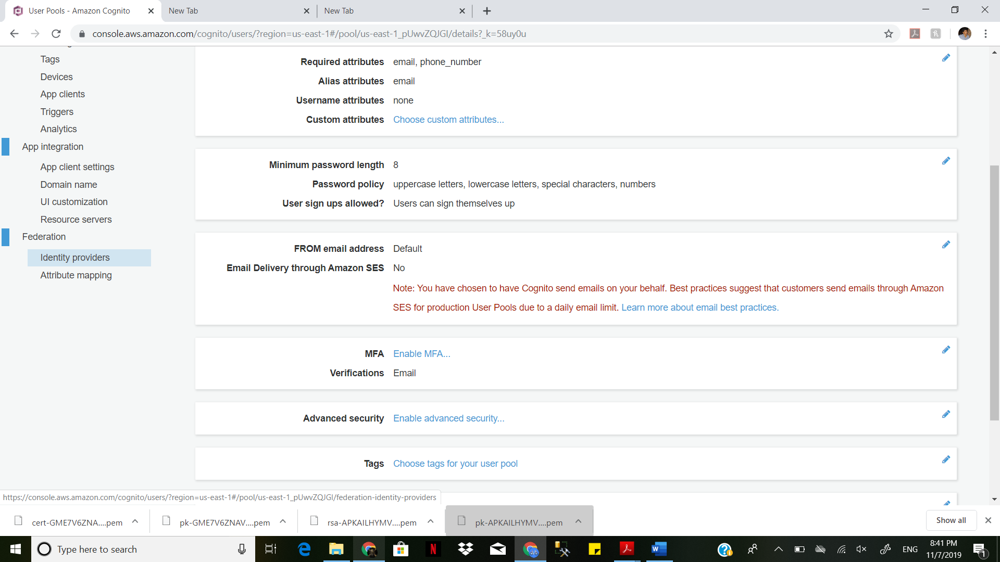 User Pools - Amazon Cognito
New Tab
New Tab
console.aws.amazon.com/cognito/users/?region=us-east-1#/pool/us-east-1_pUwvZQJGI/details?_k=58uy0u
Tags
Devices
App clients
Triggers
Analytics
App integration
App client settings
Domain name
UI customization
Resource servers
Federation
Identity providers
Attribute mapping
Required attributes email, phone_number
Alias attributes email
Username attributes none
Custom attributes Choose custom attributes...
Minimum password length 8
Password policy uppercase letters, lowercase letters, special characters, numbers
User sign ups allowed? Users can sign themselves up
FROM email address Default
Email Delivery through Amazon SES No
Note: You have chosen to have Cognito send emails on your behalf. Best practices suggest that customers send emails through Amazon
SES for production User Pools due to a daily email limit. Learn more about email best practices.
MFA Enable MFA...
Verifications Email
Advanced security Enable advanced security...
Tags Choose tags for your user pool
https://console.aws.amazon.com/cognito/users/?region=us-east-1#/pool/us-east-1_pUwvZQJGI/federation-identity-providers
cert-GME7V6ZNA....pem
pk-GME7V6ZNAV....pem
rsa-APKAILHYMV....pem
pk-APKAILHYMV....pem
Show all
Type here to search
ENG
8:41 PM
11/7/2019
1